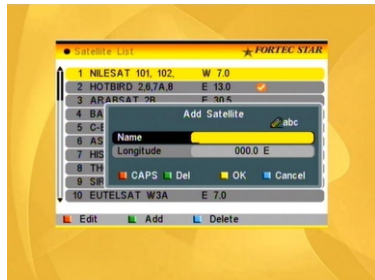 Satellite List
FORTEC STAR
1 NILESAT 101, 102, W 7.0
2 HOTBIRD 2,6,7A,8 E 13.0
3 ARABSAT 2B E 30.5
4 BA
Add Satellite
abc
5 C-B
Name
6 AS
Longitude 000.0 E
7 HIS
8 TH
CAPS Del OK Cancel
9 SIR
10 EUTELSAT W3A E 7.0
Edit Add Delete